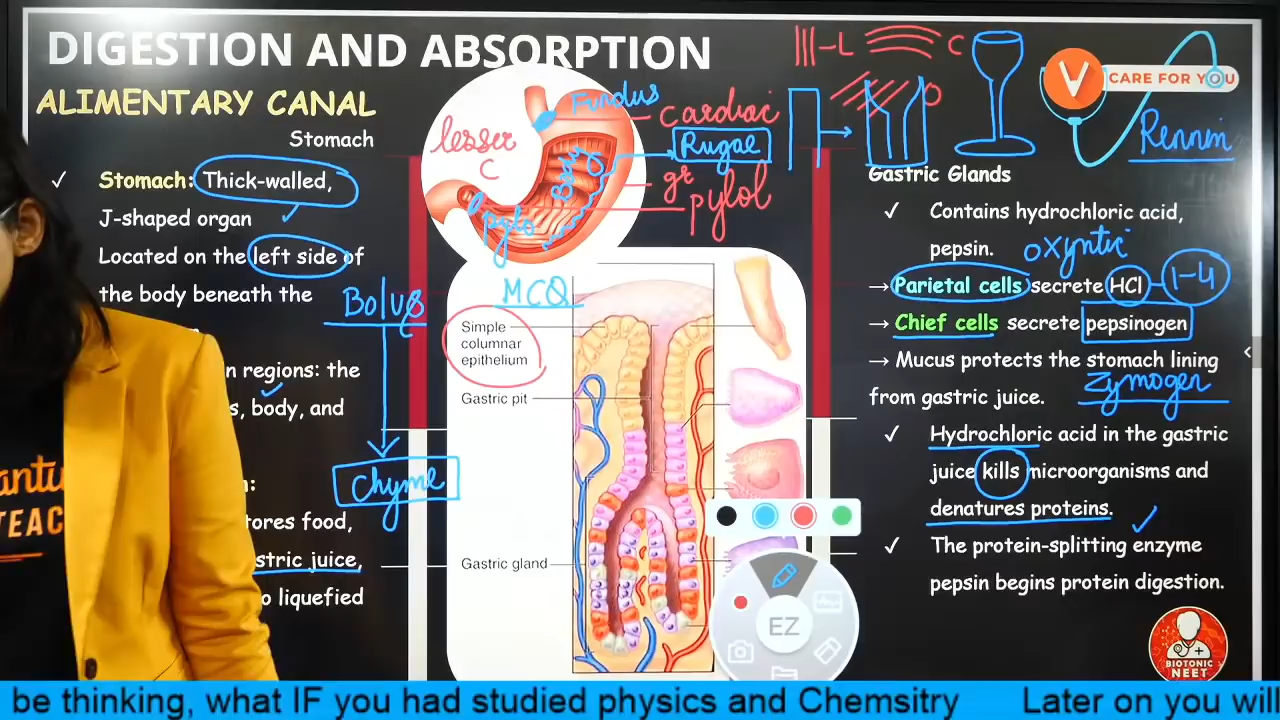 DIGESTION AND ABSORPTION
ALIMENTARY CANAL
Stomach
Stomach: Thick-walled,
J-shaped organ
Located on the left side of
the body beneath the
n regions: the
s, body, and
n:
tores food,
stric juice,
o liquefied
Bolus
Chyme
lesser
C
Fundus
cardiac
Rugae
Body
gr
pylol
pylo
MCQ
Simple
columnar
epithelium
Gastric pit
Gastric gland
EZ
L
C
O
V
CARE FOR YOU
Rennin
Gastric Glands
Contains hydrochloric acid,
pepsin.
oxyntic
→ Parietal cells secrete HCl 1-4
→ Chief cells secrete pepsinogen
→ Mucus protects the stomach lining
from gastric juice.
Zymogen
Hydrochloric acid in the gastric
juice kills microorganisms and
denatures proteins.
The protein-splitting enzyme
pepsin begins protein digestion.
BIOTONIC
NEET
antu
TEAC
be thinking, what IF you had studied physics and Chemsitry Later on you will